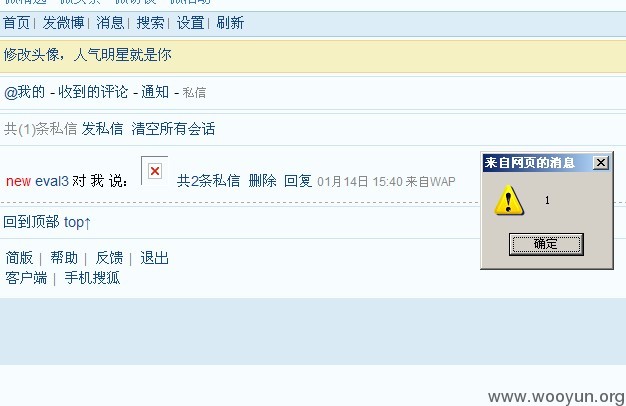 首页| 发微博| 消息| 搜索| 设置| 刷新
修改头像，人气明星就是你
@我的 - 收到的评论 - 通知 - 私信
共(1)条私信 发私信 清空所有会话
new eval3 对 我 说： 共2条私信 删除 回复 01月14日 15:40 来自WAP
来自网页的消息
1
确定
回到顶部 top↑
简版| 帮助| 反馈| 退出
客户端| 手机搜狐
www.wooyun.org